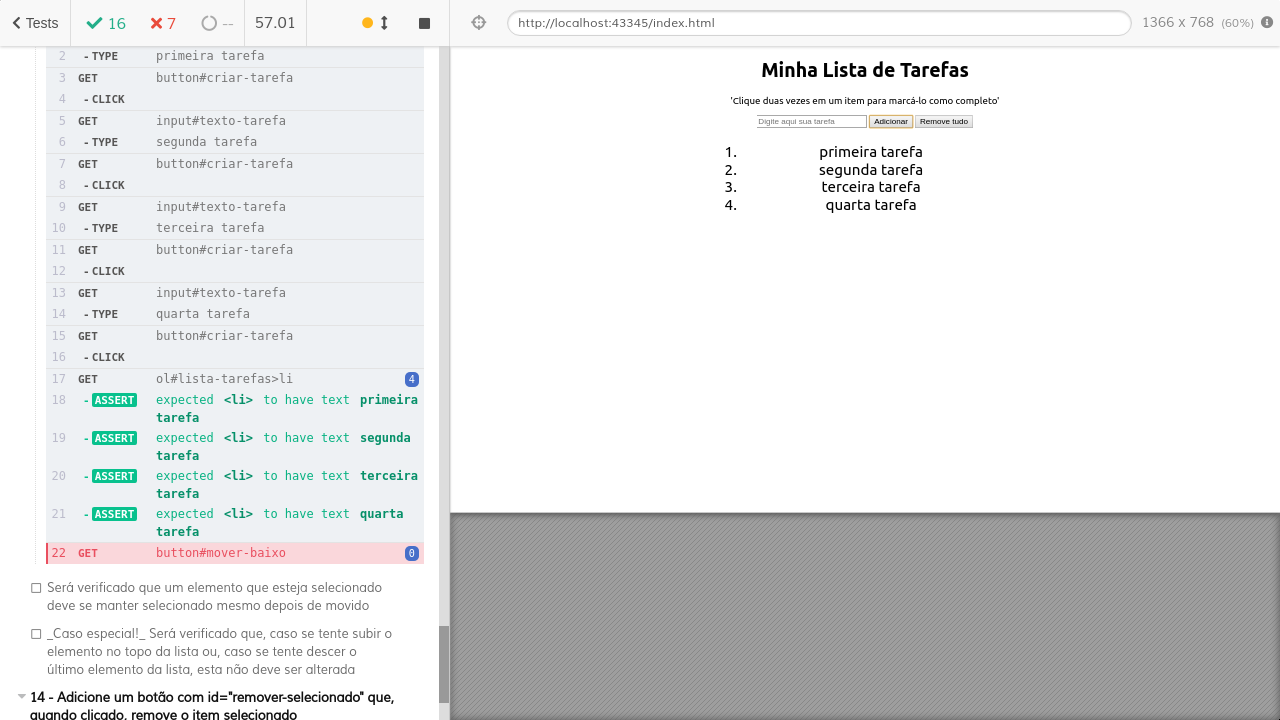 Tests 16 7 -- 57.01
http://localhost:43345/index.html 1366 x 768 (60%)
2 - TYPE primeira tarefa
3 GET button#criar-tarefa
4 - CLICK
5 GET input#texto-tarefa
6 - TYPE segunda tarefa
7 GET button#criar-tarefa
8 - CLICK
9 GET input#texto-tarefa
10 - TYPE terceira tarefa
11 GET button#criar-tarefa
12 - CLICK
13 GET input#texto-tarefa
14 - TYPE quarta tarefa
15 GET button#criar-tarefa
16 - CLICK
17 GET ol#lista-tarefas>li 4
18 - ASSERT expected <li> to have text primeira
tarefa
19 - ASSERT expected <li> to have text segunda
tarefa
20 - ASSERT expected <li> to have text terceira
tarefa
21 - ASSERT expected <li> to have text quarta
tarefa
22 GET button#mover-baixo 0
Será verificado que um elemento que esteja selecionado
deve se manter selecionado mesmo depois de movido
_Caso especial!_ Será verificado que, caso se tente subir o
elemento no topo da lista ou, caso se tente descer o
último elemento da lista, esta não deve ser alterada
14 - Adicione um botão com id="remover-selecionado" que,
quando clicado, remove o item selecionado
Minha Lista de Tarefas
'Clique duas vezes em um item para marcá-lo como completo'
Digite aqui sua tarefa Adicionar Remove tudo
1. primeira tarefa
2. segunda tarefa
3. terceira tarefa
4. quarta tarefa